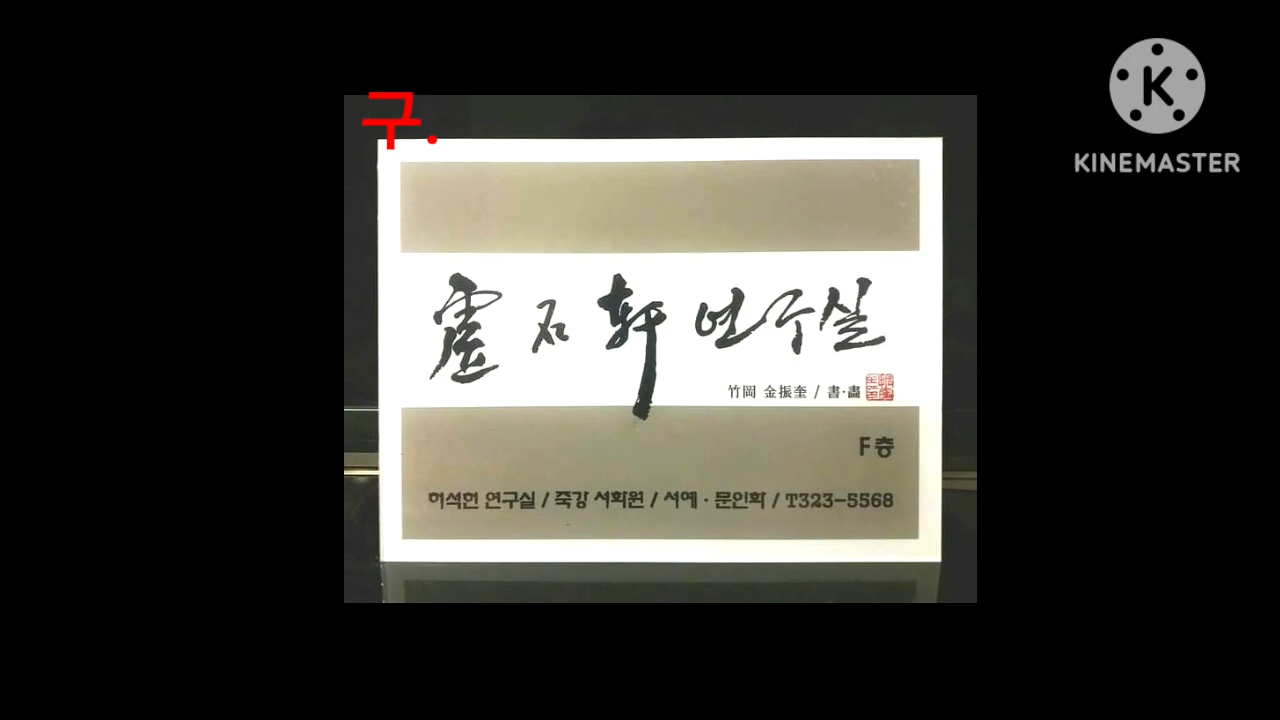 구.
KINEMASTER
虛石軒 연구실
竹岡 金振奎 / 書·畵
F층
허석헌 연구실 / 죽강 서화원 / 서예·문인화 / T323-5568